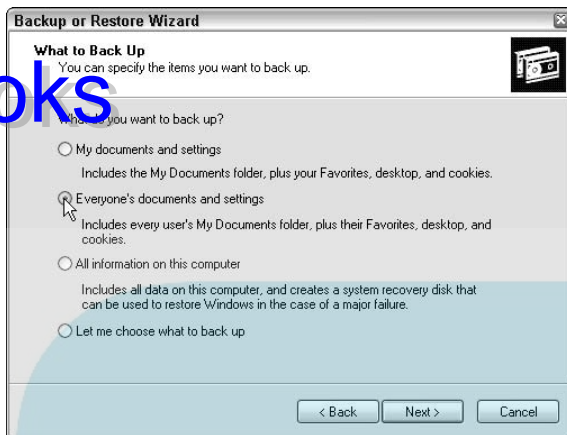 Backup or Restore Wizard
What to Back Up
You can specify the items you want to back up.
oks
What do you want to back up?
My documents and settings
Includes the My Documents folder, plus your Favorites, desktop, and cookies.
Everyone's documents and settings
Includes every user's My Documents folder, plus their Favorites, desktop, and
cookies.
All information on this computer
Includes all data on this computer, and creates a system recovery disk that
can be used to restore Windows in the case of a major failure.
Let me choose what to back up
< Back Next > Cancel